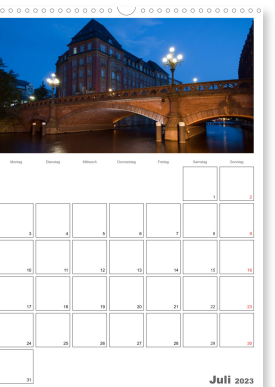 Montag Dienstag Mittwoch Donnerstag Freitag Samstag Sonntag
1 2
3 4 5 6 7 8 9
10 11 12 13 14 15 16
17 18 19 20 21 22 23
24 25 26 27 28 29 30
31
Juli 2023